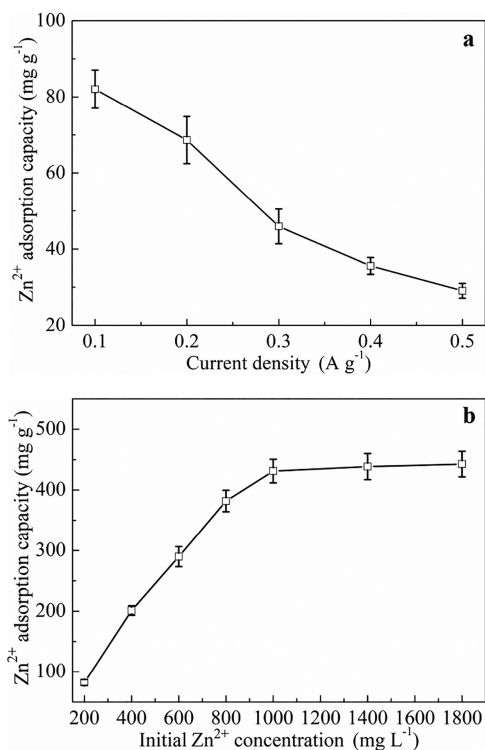 a
Zn²⁺ adsorption capacity (mg g⁻¹)
100
80
60
40
20
0.1 0.2 0.3 0.4 0.5
Current density (A g⁻¹)
b
Zn²⁺ adsorption capacity (mg g⁻¹)
500
400
300
200
100
200 400 600 800 1000 1200 1400 1600 1800
Initial Zn²⁺ concentration (mg L⁻¹)